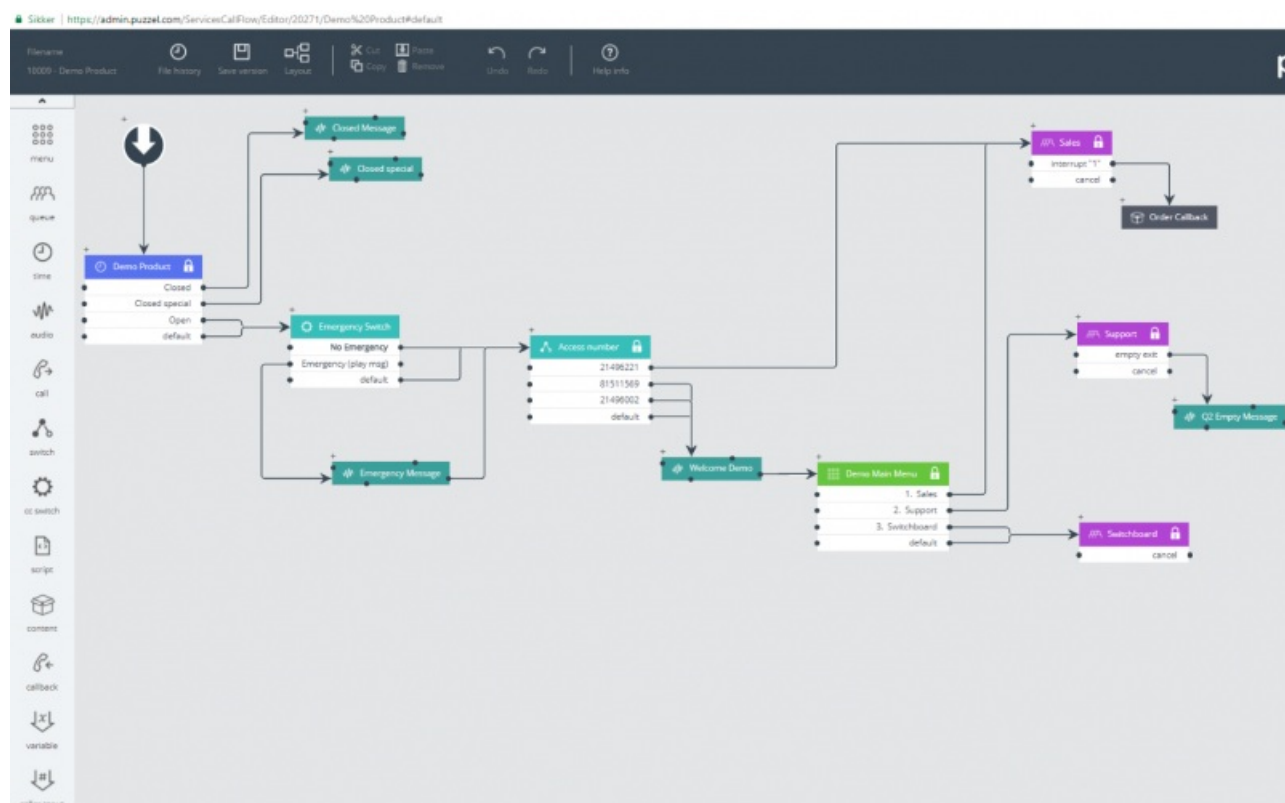 Sikker https://admin.puzzel.com/ServicesCallFlow/Editor/20271/Demo%20Product#default
Filename
10009 - Demo Product
File history
Save version
Layout
Cut
Copy
Paste
Remove
Undo
Redo
Help info
menu
queue
time
audio
call
switch
cc switch
script
content
callback
variable
Closed Message
Closed special
Demo Product
Closed
Closed special
Open
default
Emergency Switch
No Emergency
Emergency (play msg)
default
Emergency Message
Access number
21496221
81511569
21496002
default
Welcome Demo
Demo Main Menu
1. Sales
2. Support
3. Switchboard
default
Sales
interrupt "1"
cancel
Order Callback
Support
empty exit
cancel
Q2 Empty Message
Switchboard
cancel